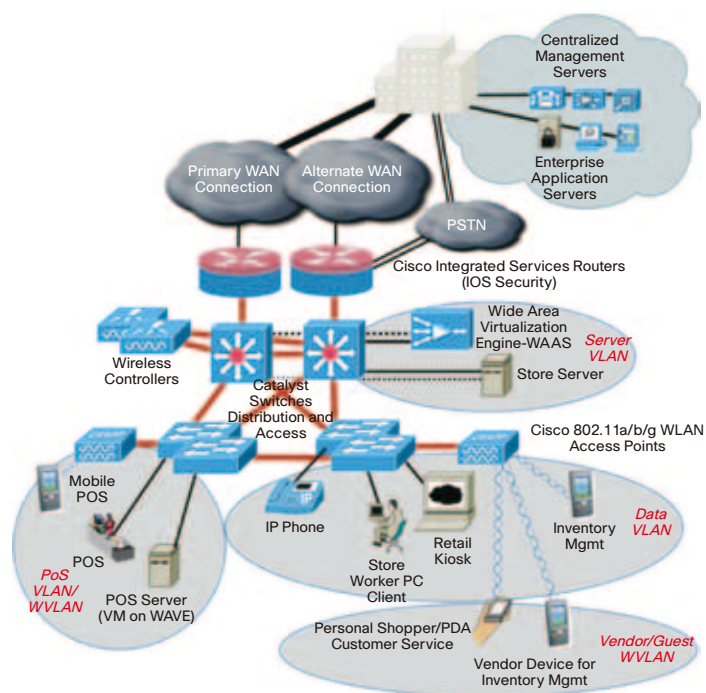 Centralized
Management
Servers
Enterprise
Application
Servers
Primary WAN
Connection
Alternate WAN
Connection
PSTN
Cisco Integrated Services Routers
(IOS Security)
Wide Area
Virtualization
Engine-WAAS
Server
VLAN
Wireless
Controllers
Store Server
Catalyst
Switches
Distribution and
Access
Cisco 802.11a/b/g WLAN
Access Points
Mobile
POS
IP
IP Phone
Inventory
Mgmt
Data
VLAN
Retail
Kiosk
POS
Store
Worker PC
Client
PoS
VLAN/
WVLAN
POS Server
(VM on WAVE)
Personal Shopper/PDA
Customer Service
Vendor Device for
Inventory Mgmt
Vendor/Guest
WVLAN